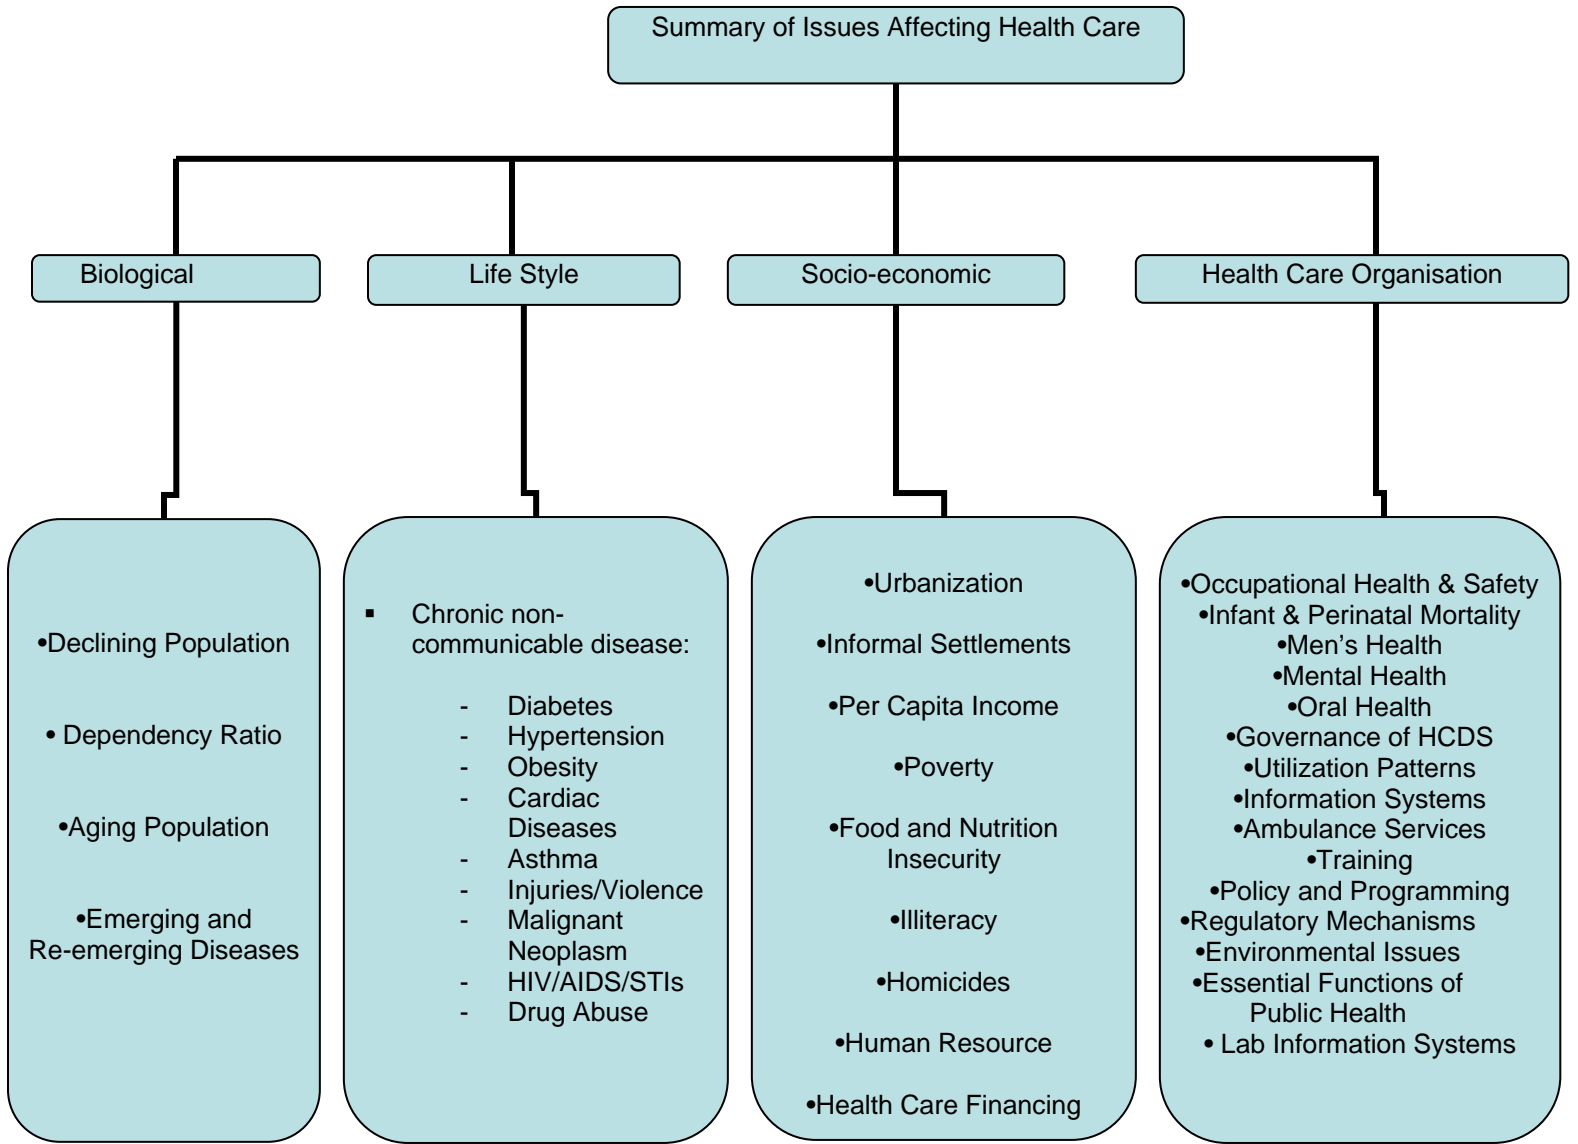 Summary of Issues Affecting Health Care
Biological
Life Style
Socio-economic
Health Care Organisation
•Declining Population
• Dependency Ratio
•Aging Population
•Emerging and
Re-emerging Diseases
▪ Chronic non-
communicable disease:
- Diabetes
- Hypertension
- Obesity
- Cardiac
Diseases
- Asthma
- Injuries/Violence
- Malignant
Neoplasm
- HIV/AIDS/STIs
- Drug Abuse
•Urbanization
•Informal Settlements
•Per Capita Income
•Poverty
•Food and Nutrition
Insecurity
•Illiteracy
•Homicides
•Human Resource
•Health Care Financing
•Occupational Health & Safety
•Infant & Perinatal Mortality
•Men’s Health
•Mental Health
•Oral Health
•Governance of HCDS
•Utilization Patterns
•Information Systems
•Ambulance Services
•Training
•Policy and Programming
•Regulatory Mechanisms
•Environmental Issues
•Essential Functions of
Public Health
• Lab Information Systems